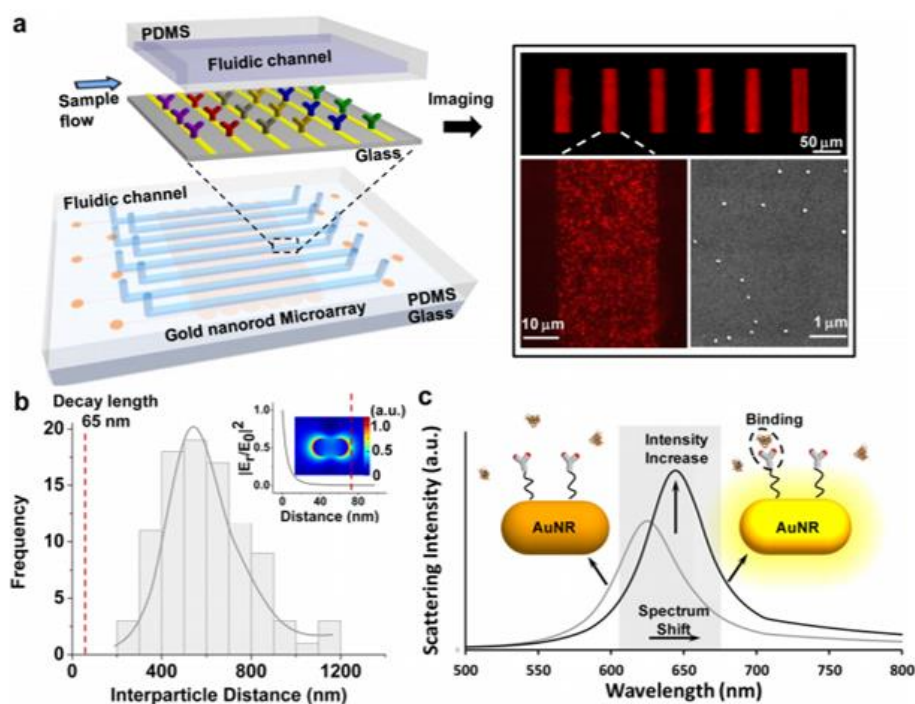 a
PDMS
Fluidic channel
Sample
flow
Imaging
Glass
Fluidic channel
Gold nanorod Microarray
PDMS
Glass
50 μm
10 μm
1 μm
b
Decay length
65 nm
20
15
10
5
0
Frequency
400
800
1200
Interparticle Distance (nm)
|Er/E0|^2
1.0
0.5
0.0
0
40
80
Distance (nm)
(a.u.)
1.0
0.5
0
c
Scattering Intensity (a.u.)
Intensity
Increase
Binding
AuNR
AuNR
Spectrum
Shift
500
550
600
650
700
750
800
Wavelength (nm)